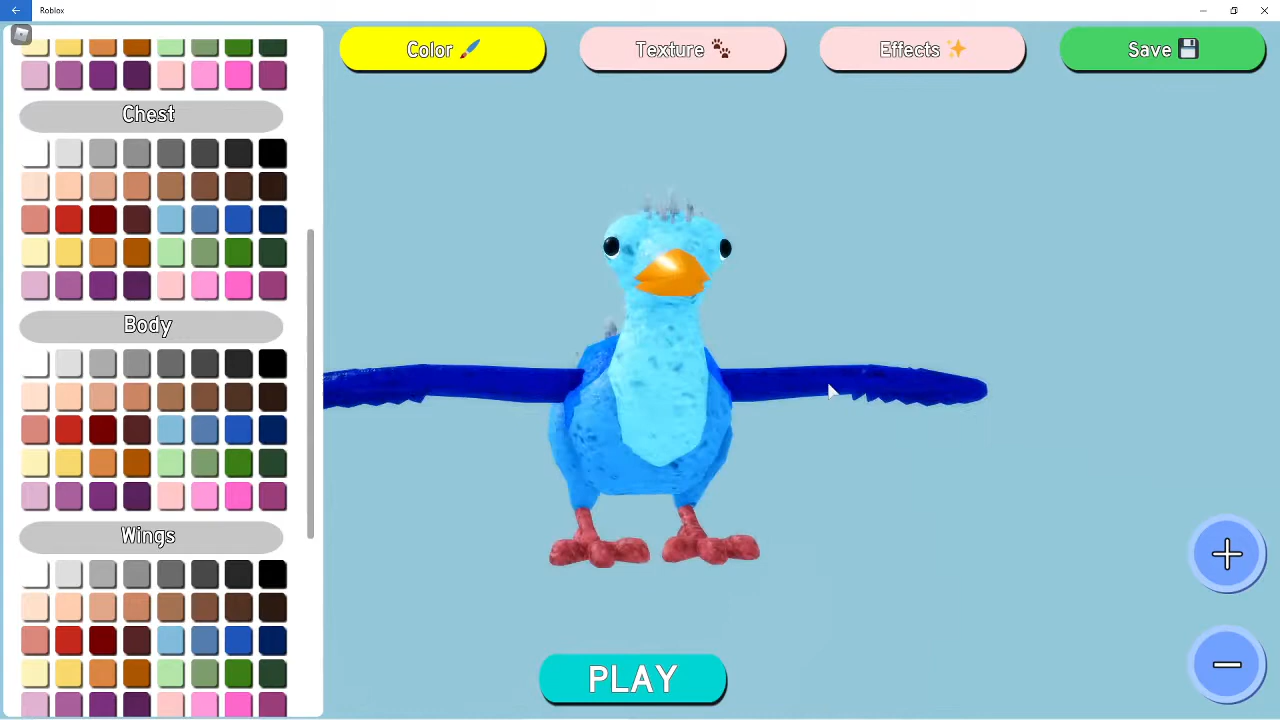 Roblox
Color
Texture
Effects
Save
Chest
Body
Wings
PLAY